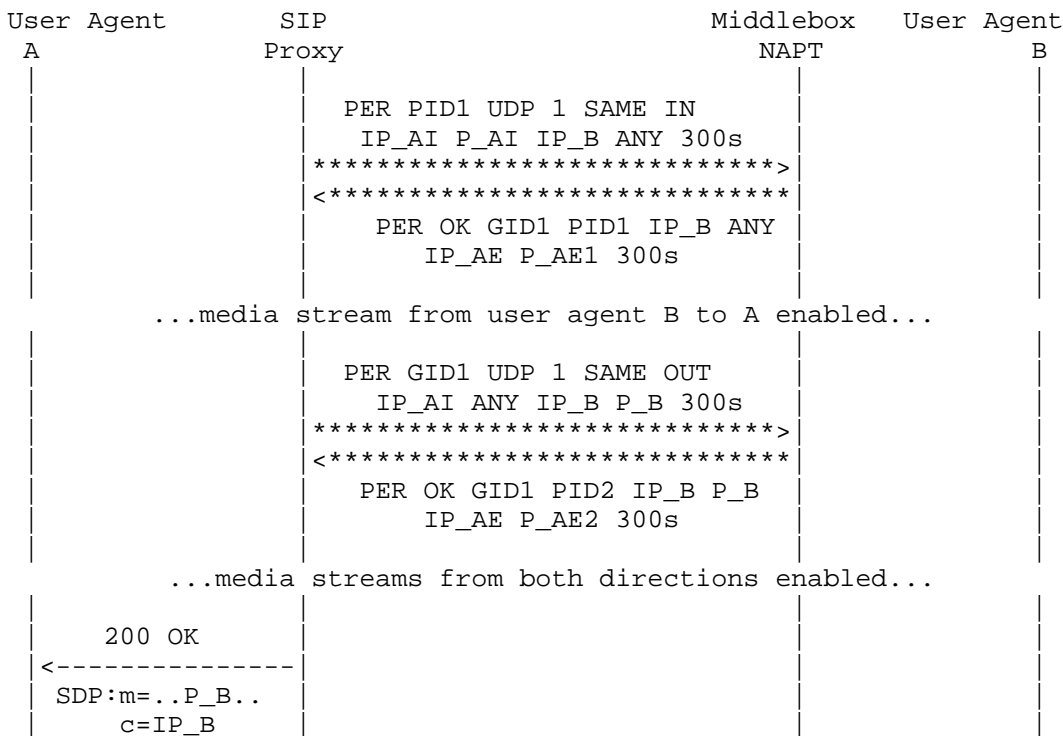 User Agent SIP Middlebox User Agent
A Proxy NAPT B
PER PID1 UDP 1 SAME IN
IP_AI P_AI IP_B ANY 300s
******************************>
<******************************
PER OK GID1 PID1 IP_B ANY
IP_AE P_AE1 300s
...media stream from user agent B to A enabled...
PER GID1 UDP 1 SAME OUT
IP_AI ANY IP_B P_B 300s
******************************>
<******************************
PER OK GID1 PID2 IP_B P_B
IP_AE P_AE2 300s
...media streams from both directions enabled...
200 OK
<---------------
SDP:m=..P_B..
c=IP_B